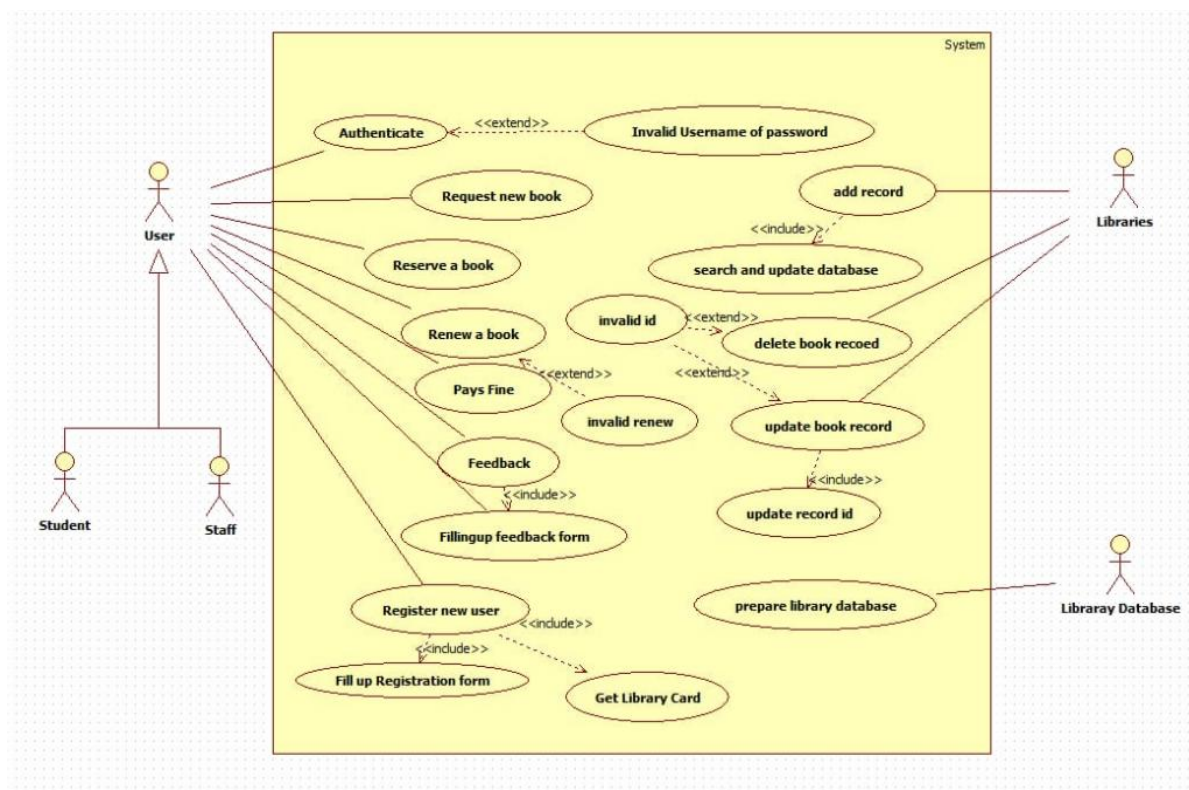 System
Authenticate
<<extend>>
Invalid Username of password
Request new book
add record
User
Libraries
<<include>>
Reserve a book
search and update database
invalid id
<<extend>>
Renew a book
delete book recoed
<<extend>>
<<extend>>
Pays Fine
invalid renew
update book record
Feedback
<<include>>
<<include>>
Student
Staff
update record id
Fillingup feedback form
prepare library database
Libraray Database
Register new user
<<include>>
<<include>>
Fill up Registration form
Get Library Card